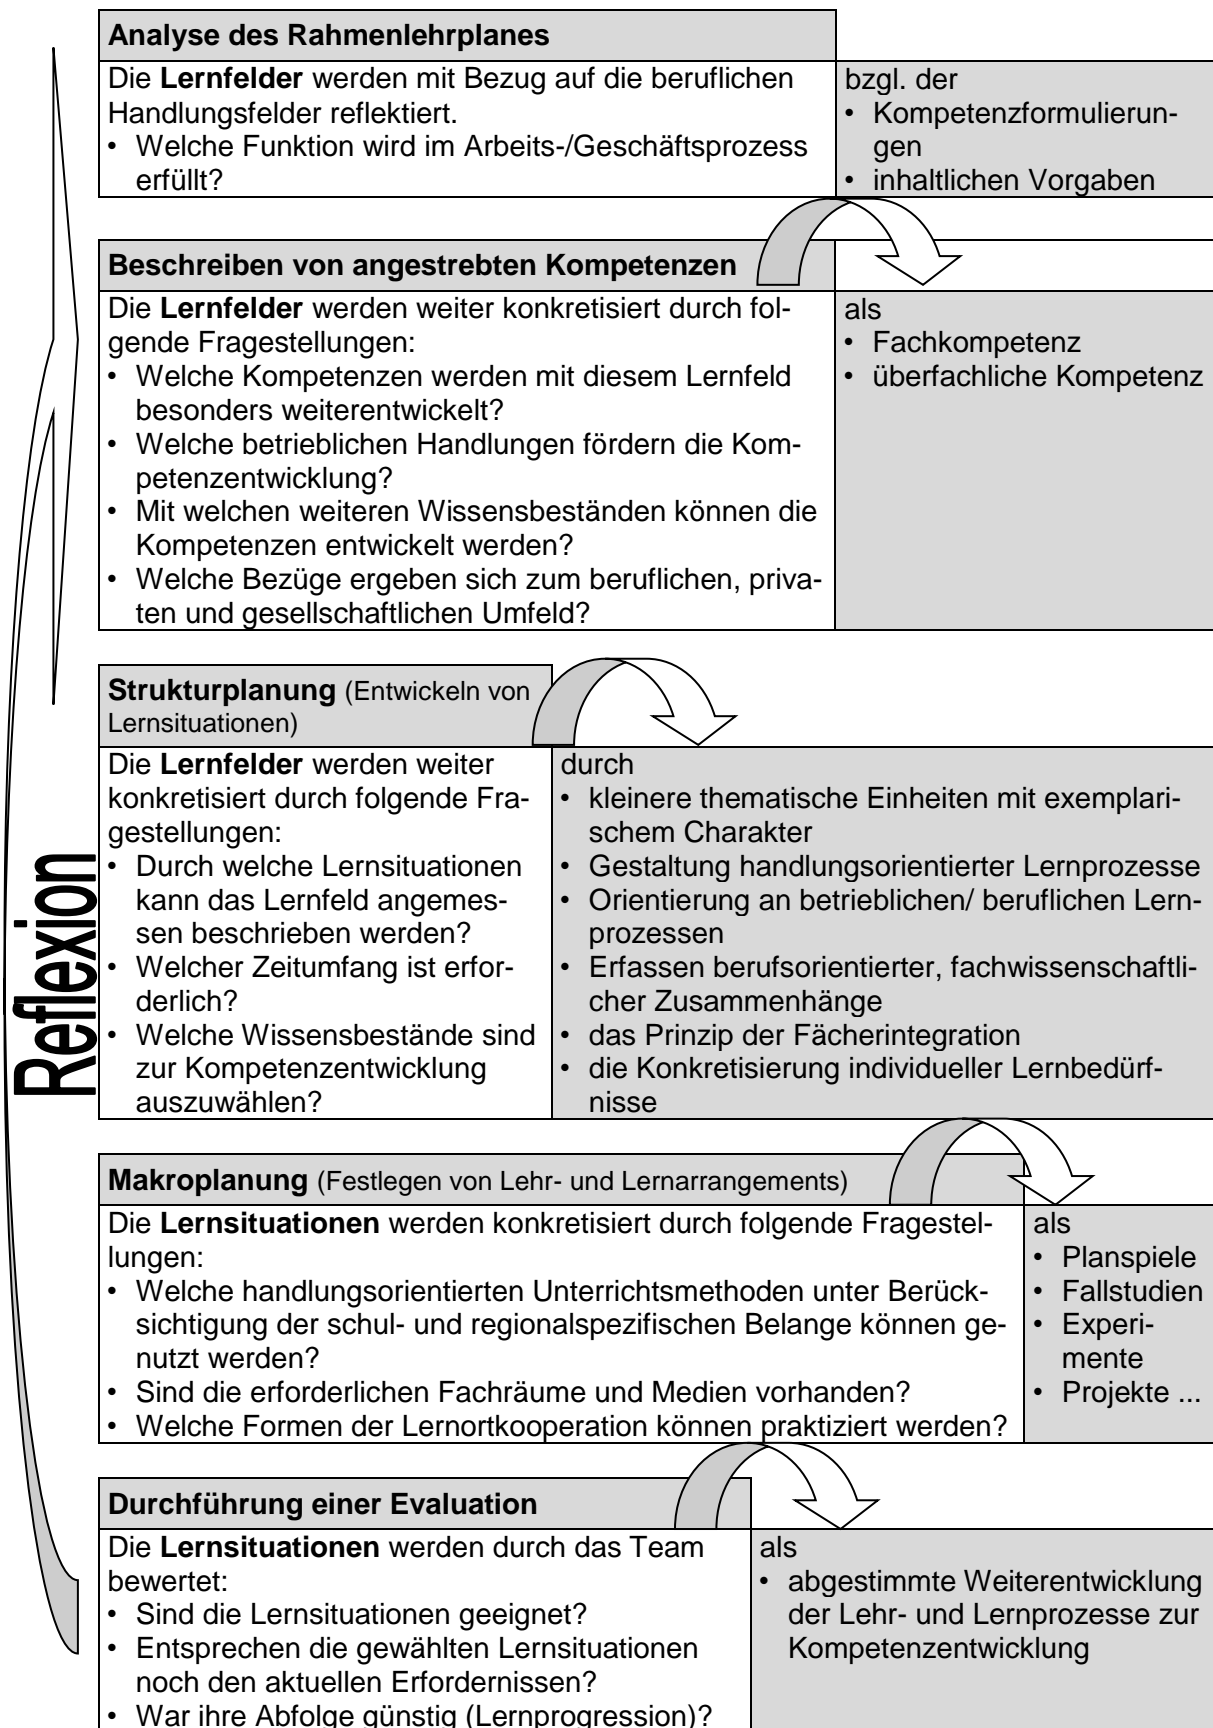 Analyse des Rahmenlehrplanes
Die Lernfelder werden mit Bezug auf die beruflichen
Handlungsfelder reflektiert.
• Welche Funktion wird im Arbeits-/Geschäftsprozess
erfüllt?
bzgl. der
• Kompetenzformulierun-
gen
• inhaltlichen Vorgaben
Beschreiben von angestrebten Kompetenzen
Die Lernfelder werden weiter konkretisiert durch fol-
gende Fragestellungen:
• Welche Kompetenzen werden mit diesem Lernfeld
besonders weiterentwickelt?
• Welche betrieblichen Handlungen fördern die Kom-
petenzentwicklung?
• Mit welchen weiteren Wissensbeständen können die
Kompetenzen entwickelt werden?
• Welche Bezüge ergeben sich zum beruflichen, priva-
ten und gesellschaftlichen Umfeld?
als
• Fachkompetenz
• überfachliche Kompetenz
Strukturplanung (Entwickeln von
Lernsituationen)
Die Lernfelder werden weiter
konkretisiert durch folgende Fra-
gestellungen:
• Durch welche Lernsituationen
kann das Lernfeld angemes-
sen beschrieben werden?
• Welcher Zeitumfang ist erfor-
derlich?
• Welche Wissensbestände sind
zur Kompetenzentwicklung
auszuwählen?
durch
• kleinere thematische Einheiten mit exemplari-
schem Charakter
• Gestaltung handlungsorientierter Lernprozesse
• Orientierung an betrieblichen/ beruflichen Lern-
prozessen
• Erfassen berufsorientierter, fachwissenschaftli-
cher Zusammenhänge
• das Prinzip der Fächerintegration
• die Konkretisierung individueller Lernbedürf-
nisse
Reflexion
Makroplanung (Festlegen von Lehr- und Lernarrangements)
Die Lernsituationen werden konkretisiert durch folgende Fragestel-
lungen:
• Welche handlungsorientierten Unterrichtsmethoden unter Berück-
sichtigung der schul- und regionalspezifischen Belange können ge-
nutzt werden?
• Sind die erforderlichen Fachräume und Medien vorhanden?
• Welche Formen der Lernortkooperation können praktiziert werden?
als
• Planspiele
• Fallstudien
• Experi-
mente
• Projekte ...
Durchführung einer Evaluation
Die Lernsituationen werden durch das Team
bewertet:
• Sind die Lernsituationen geeignet?
• Entsprechen die gewählten Lernsituationen
noch den aktuellen Erfordernissen?
• War ihre Abfolge günstig (Lernprogression)?
als
• abgestimmte Weiterentwicklung
der Lehr- und Lernprozesse zur
Kompetenzentwicklung